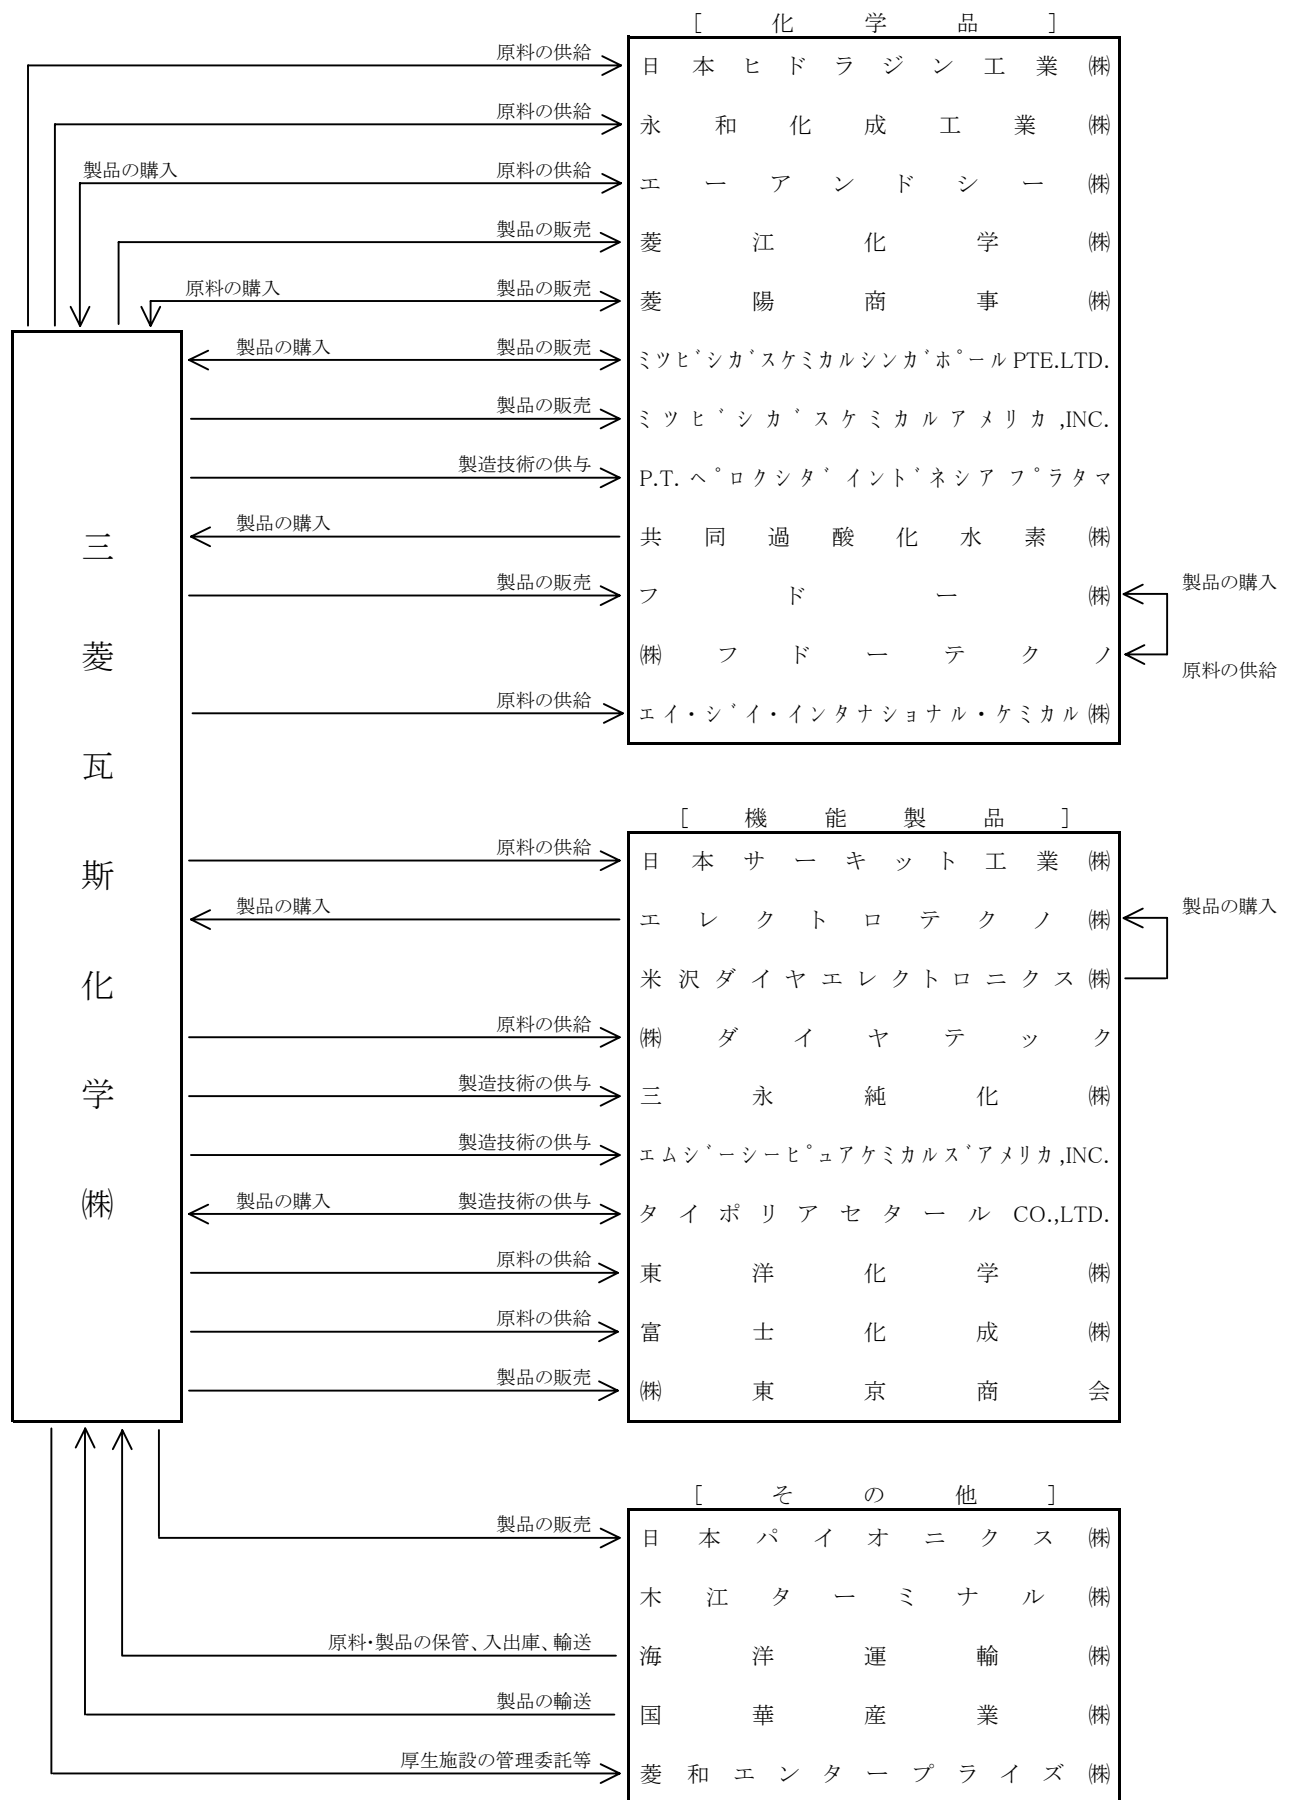 [ 化学品 ]
原料の供給 日本ヒドラジン工業㈱
原料の供給 永和化成工業㈱
製品の購入 原料の供給 エーアンドシー㈱
製品の販売 菱江化学㈱
原料の購入 製品の販売 菱陽商事㈱
製品の購入 製品の販売 ミツヒ゛シカ゛スケミカルシンカ゛ホ゜ールPTE.LTD.
製品の販売 ミツヒ゛シカ゛スケミカルアメリカ,INC.
製造技術の供与 P.T. ヘ゜ロクシタ゛ イント゛ネシア フ゜ラタマ
製品の購入 共同過酸化水素㈱
製品の販売 フドー㈱ 製品の購入
㈱フドーテクノ 原料の供給
原料の供給 エイ・シ゛イ・インタナショナル・ケミカル㈱
三菱瓦斯化学㈱
[ 機能製品 ]
原料の供給 日本サーキット工業㈱
製品の購入 エレクトロテクノ㈱ 製品の購入
米沢ダイヤエレクトロニクス㈱
原料の供給 ㈱ダイヤテック
製造技術の供与 三永純化㈱
製造技術の供与 エムシ゛ーシーヒ゜ュアケミカルス゛アメリカ,INC.
製品の購入 製造技術の供与 タイポリアセタール CO.,LTD.
原料の供給 東洋化学㈱
原料の供給 富士化成㈱
製品の販売 ㈱東京商会
[ その他 ]
製品の販売 日本パイオニクス㈱
木江ターミナル㈱
原料・製品の保管、入出庫、輸送 海洋運輸㈱
製品の輸送 国華産業㈱
厚生施設の管理委託等 菱和エンタープライズ㈱